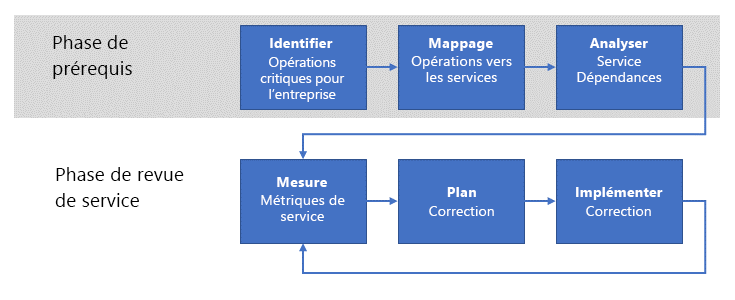 Phase de
prérequis
Identifier
Opérations
critiques pour
l'entreprise
Mappage
Opérations vers
les services
Analyser
Service
Dépendances
Phase de revue
de service
Mesure
Métriques de
service
Plan
Correction
Implémenter
Correction